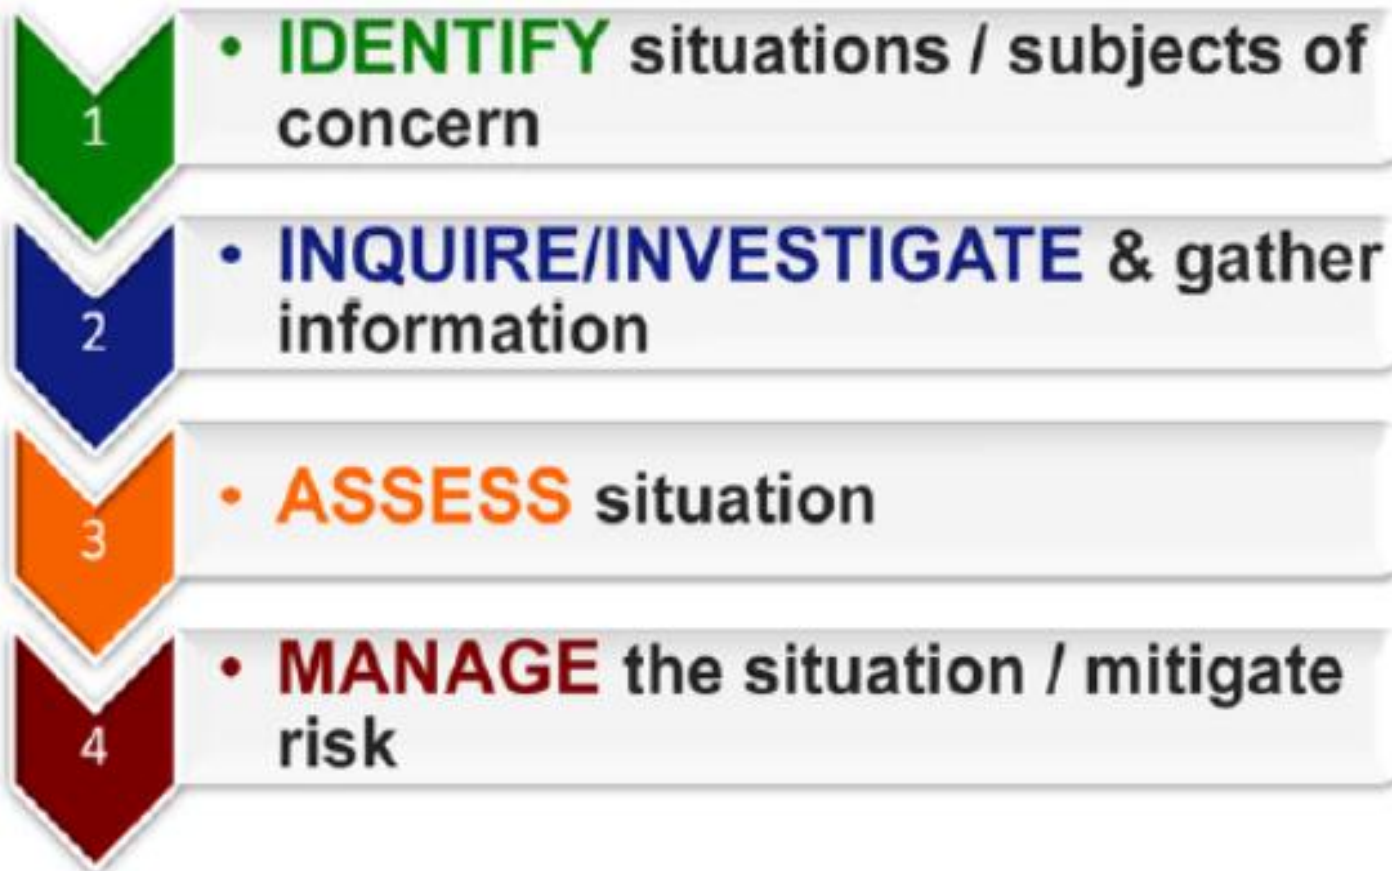 1
• IDENTIFY situations / subjects of
concern
2
• INQUIRE/INVESTIGATE & gather
information
3
• ASSESS situation
4
• MANAGE the situation / mitigate
risk